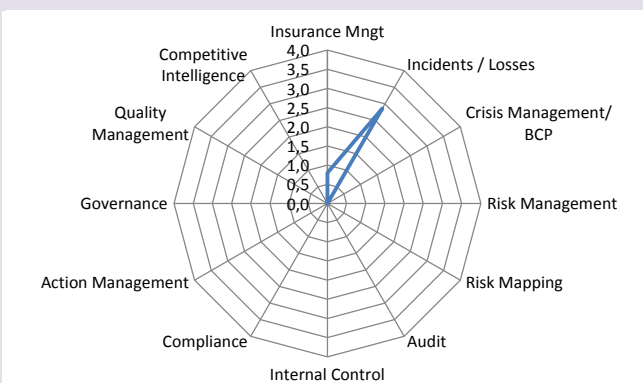 Insurance Mngt
Competitive
Intelligence
Incidents / Losses
Quality
Management
Crisis Management/
BCP
Governance
Risk Management
Action Management
Risk Mapping
Compliance
Audit
Internal Control
4,0
3,5
3,0
2,5
2,0
1,5
1,0
0,5
0,0